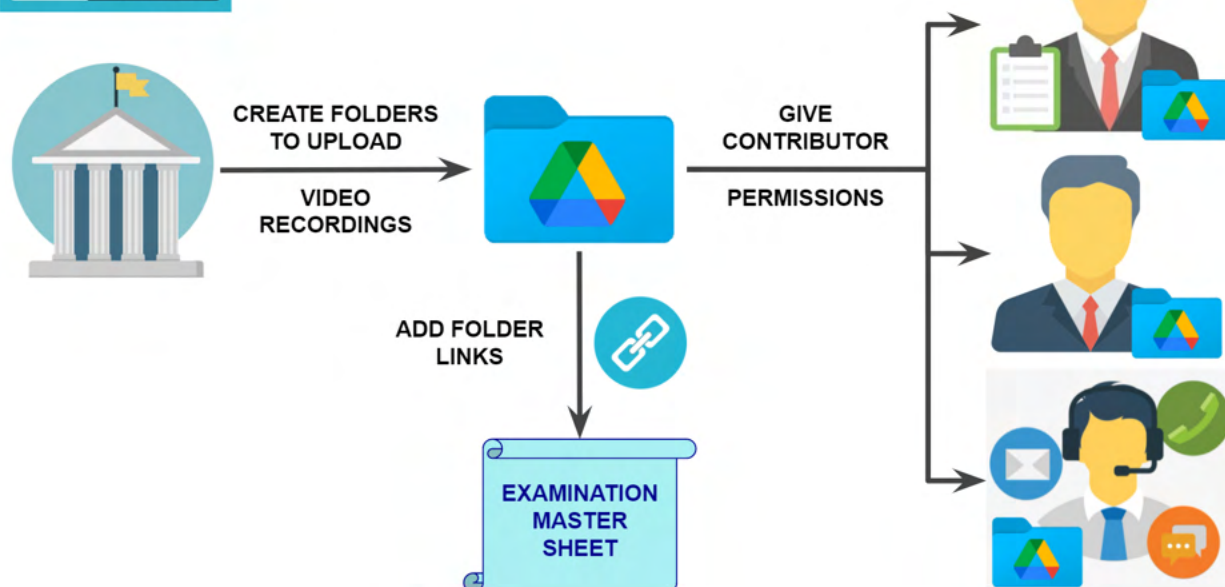 CREATE FOLDERS
TO UPLOAD
VIDEO
RECORDINGS
GIVE
CONTRIBUTOR
PERMISSIONS
ADD FOLDER
LINKS
EXAMINATION
MASTER
SHEET